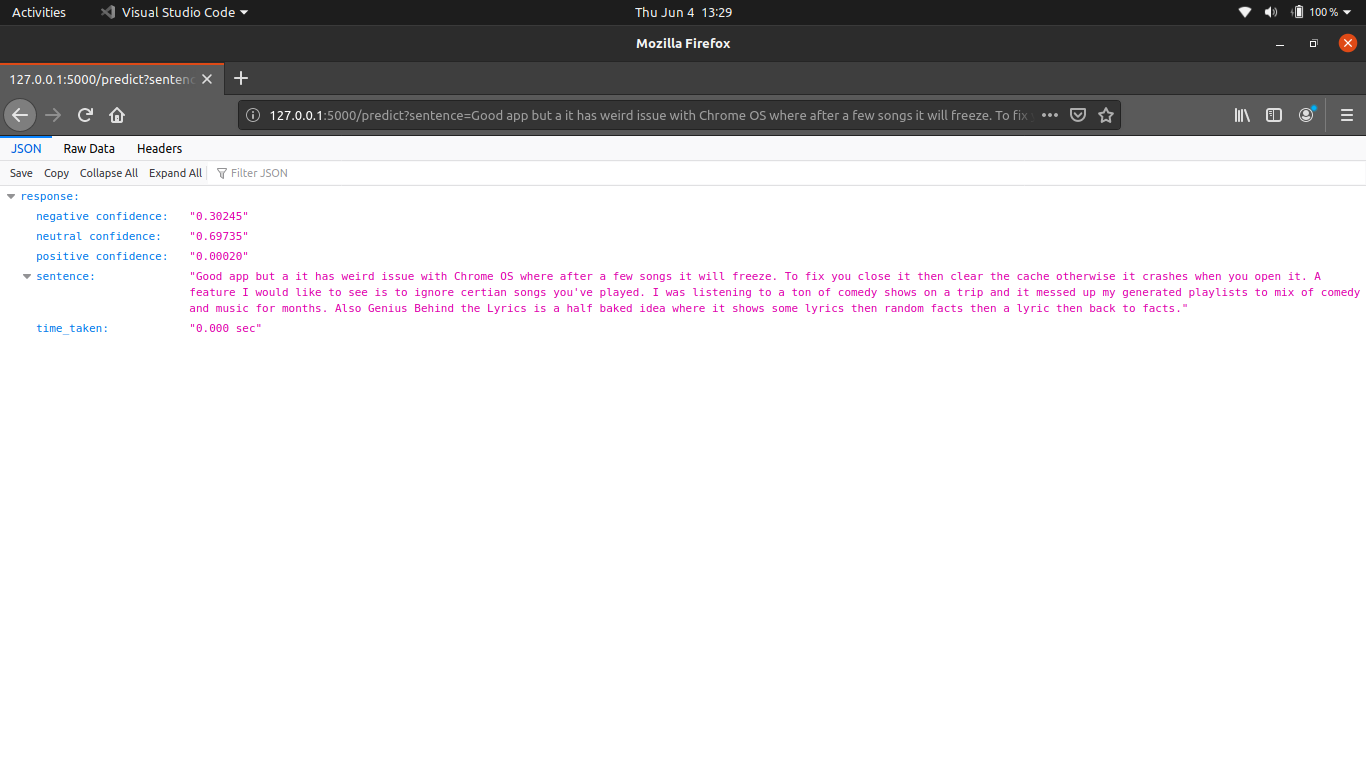 Activities Visual Studio Code Thu Jun 4 13:29 100 %
Mozilla Firefox
127.0.0.1:5000/predict?sentenc
127.0.0.1:5000/predict?sentence=Good app but a it has weird issue with Chrome OS where after a few songs it will freeze. To fix
JSON Raw Data Headers
Save Copy Collapse All Expand All Filter JSON
response:
negative confidence: "0.30245"
neutral confidence: "0.69735"
positive confidence: "0.00020"
sentence: "Good app but a it has weird issue with Chrome OS where after a few songs it will freeze. To fix you close it then clear the cache otherwise it crashes when you open it. A
feature I would like to see is to ignore certian songs you've played. I was listening to a ton of comedy shows on a trip and it messed up my generated playlists to mix of comedy
and music for months. Also Genius Behind the Lyrics is a half baked idea where it shows some lyrics then random facts then a lyric then back to facts."
time_taken: "0.000 sec"